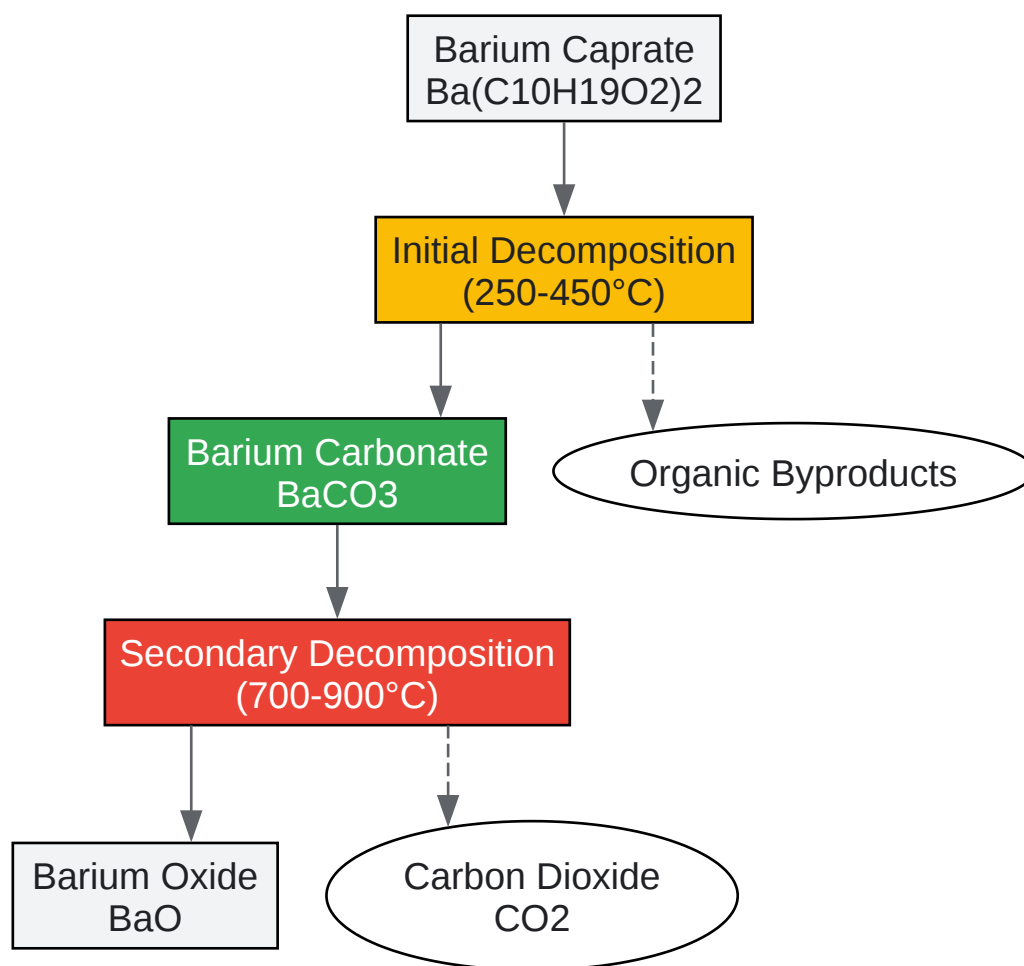 Barium Caprate
Ba(C10H19O2)2
Initial Decomposition
(250-450°C)
Barium Carbonate
BaCO3
Organic Byproducts
Secondary Decomposition
(700-900°C)
Barium Oxide
BaO
Carbon Dioxide
CO2